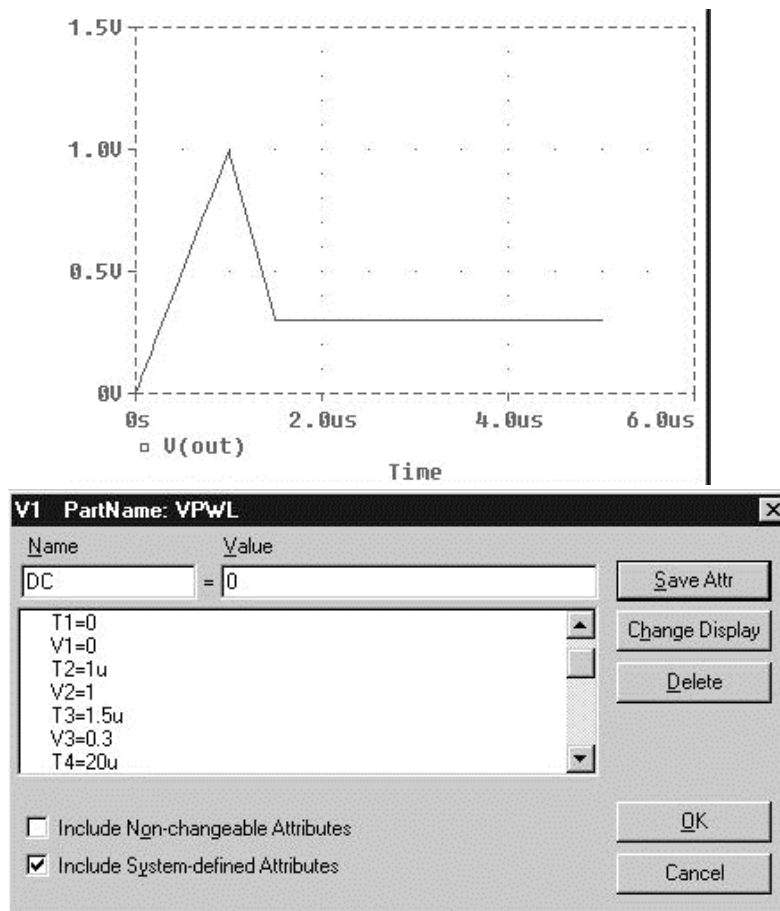 1.5V
1.0V
0.5V
0V
0s 2.0us 4.0us 6.0us
V(out)
Time
V1 PartName: VPWL
Name Value
DC = 0
Save Attr
T1=0
V1=0
T2=1u
V2=1
T3=1.5u
V3=0.3
T4=20u
Change Display
Delete
Include Non-changeable Attributes
Include System-defined Attributes
OK
Cancel